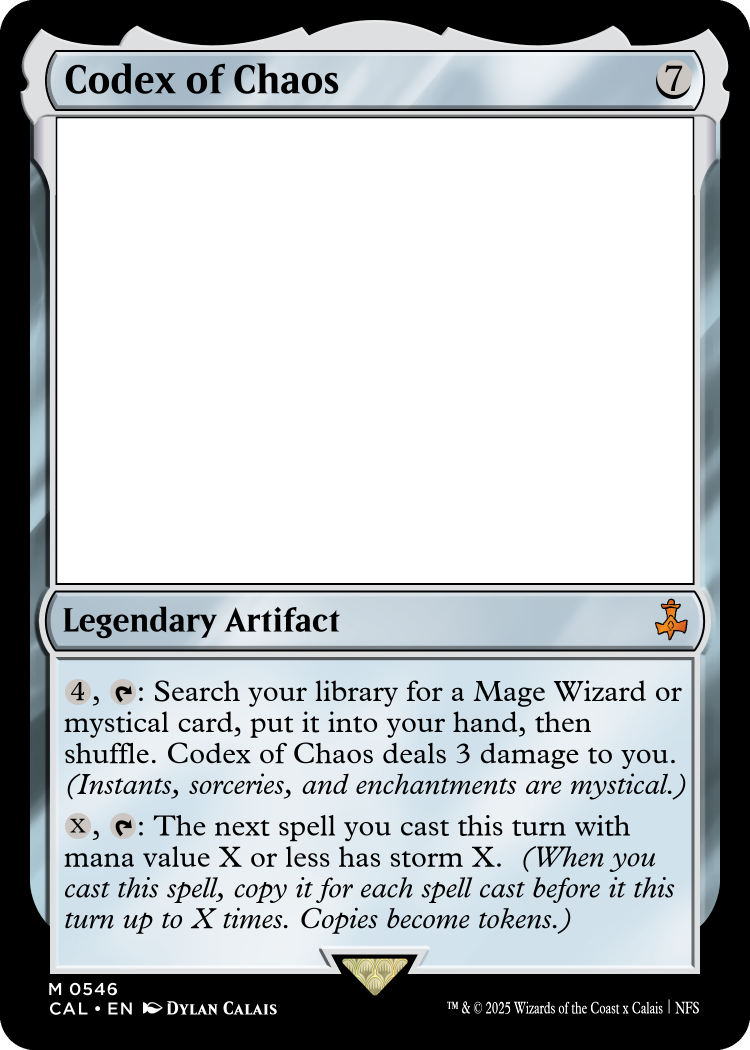 Codex of Chaos
7
Legendary Artifact
4, : Search your library for a Mage Wizard or
mystical card, put it into your hand, then
shuffle. Codex of Chaos deals 3 damage to you.
(Instants, sorceries, and enchantments are mystical.)
X, : The next spell you cast this turn with
mana value X or less has storm X. (When you
cast this spell, copy it for each spell cast before it this
turn up to X times. Copies become tokens.)
M 0546
CAL • EN DYLAN CALAIS
™ & © 2025 Wizards of the Coast x Calais | NFS